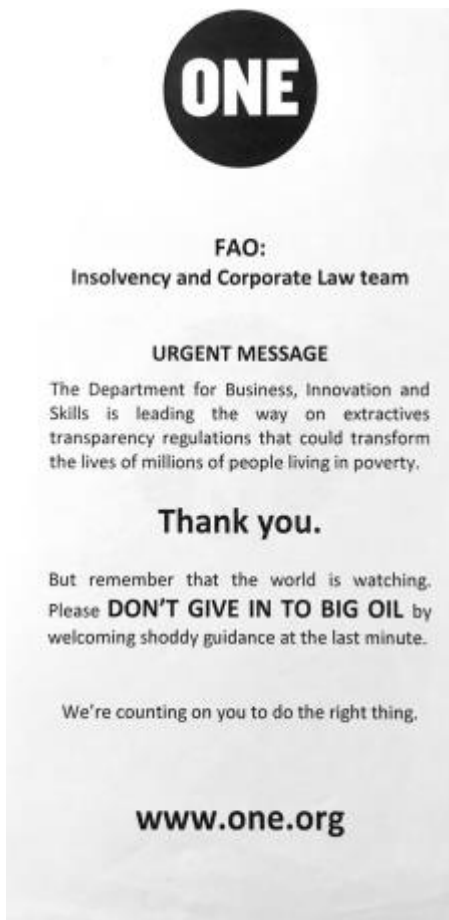 ONE
FAO:
Insolvency and Corporate Law team
URGENT MESSAGE
The Department for Business, Innovation and
Skills is leading the way on extractives
transparency regulations that could transform
the lives of millions of people living in poverty.
Thank you.
But remember that the world is watching.
Please DON'T GIVE IN TO BIG OIL by
welcoming shoddy guidance at the last minute.
We're counting on you to do the right thing.
www.one.org